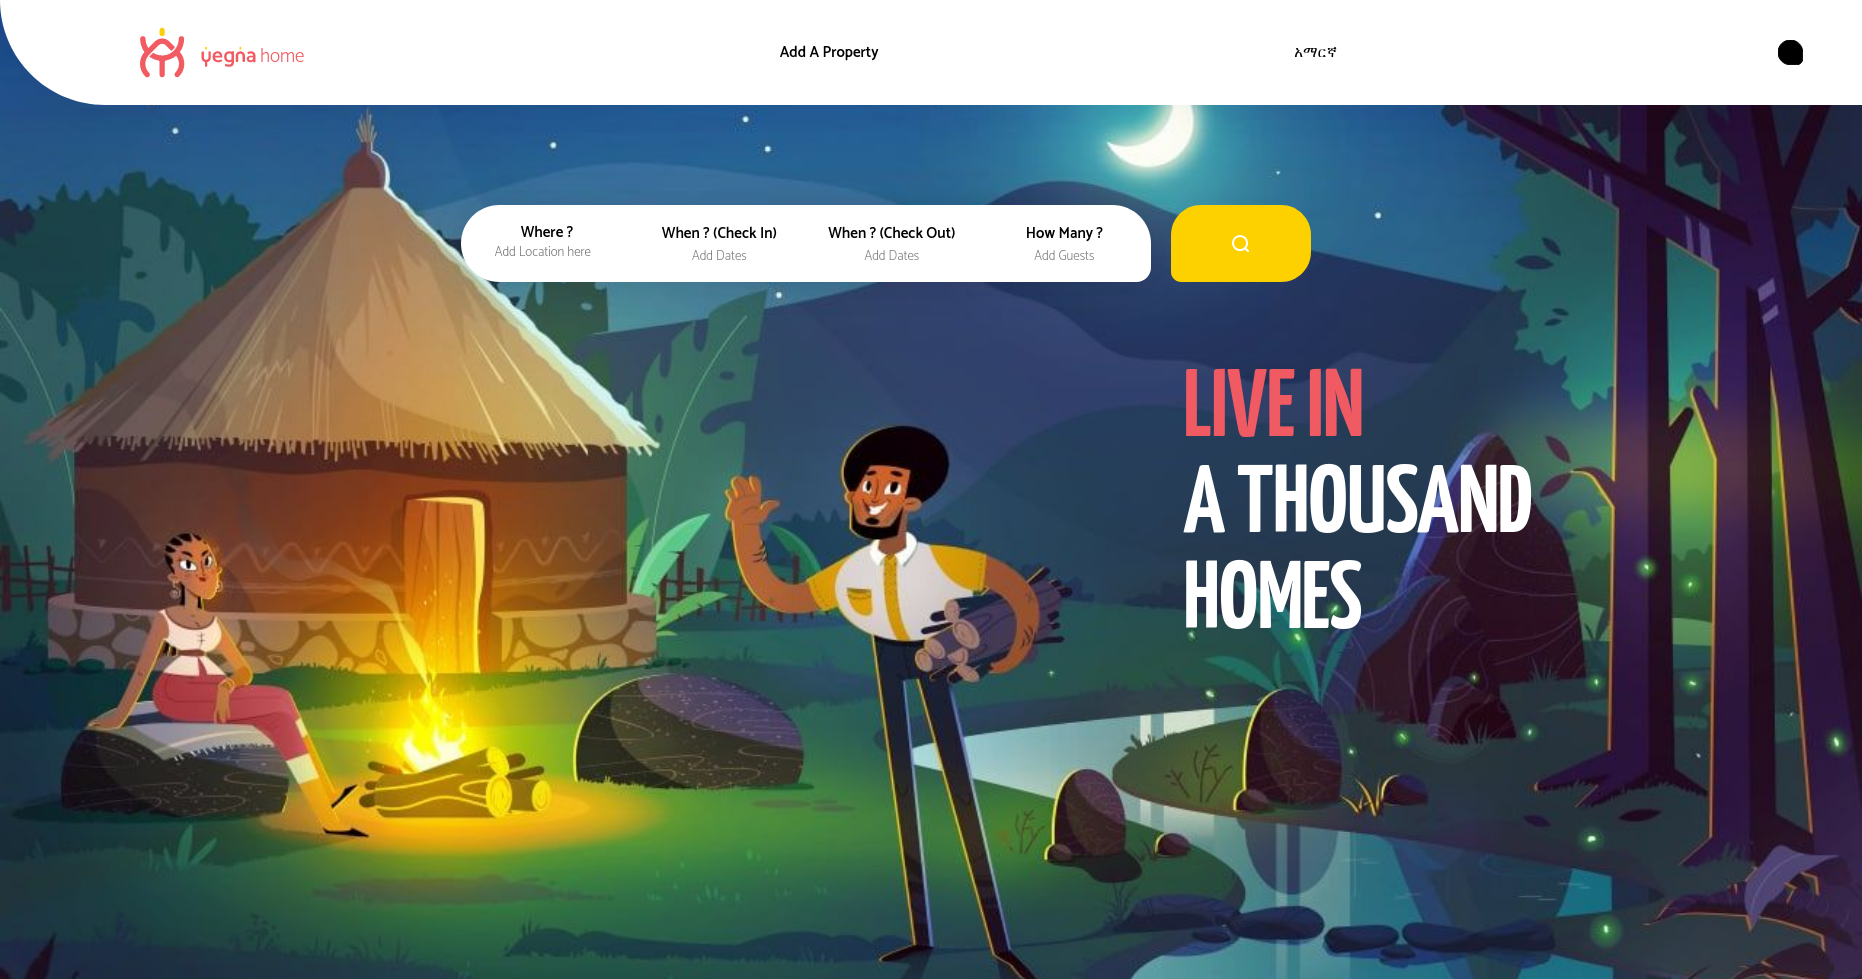 yegna home
Add A Property
አማርኛ
Where ?
Add Location here
When ? (Check In)
Add Dates
When ? (Check Out)
Add Dates
How Many ?
Add Guests
LIVE IN
A THOUSAND
HOMES